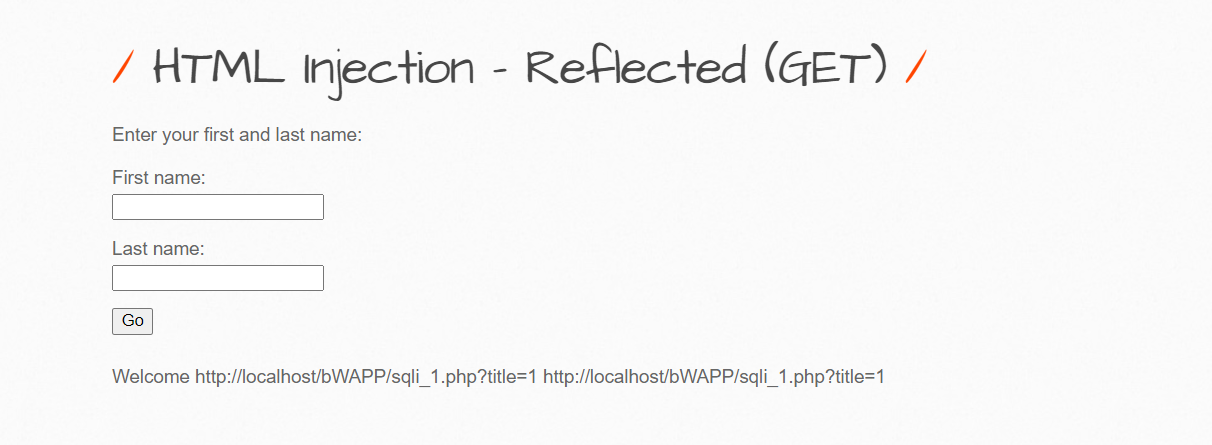 / HTML Injection - Reflected (GET) /
Enter your first and last name:
First name:
Last name:
Go
Welcome http://localhost/bWAPP/sqli_1.php?title=1 http://localhost/bWAPP/sqli_1.php?title=1